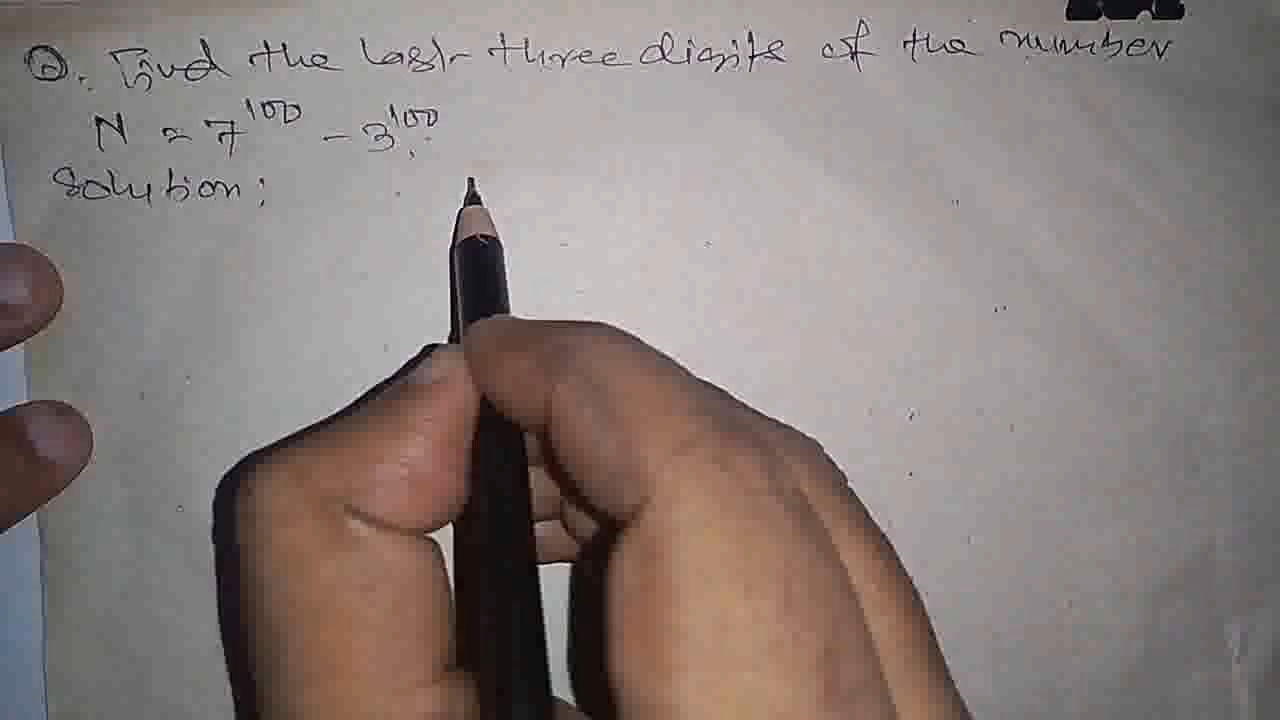 Q. Find the last three digits of the number
N = 7^100 - 3^100.
Solution: